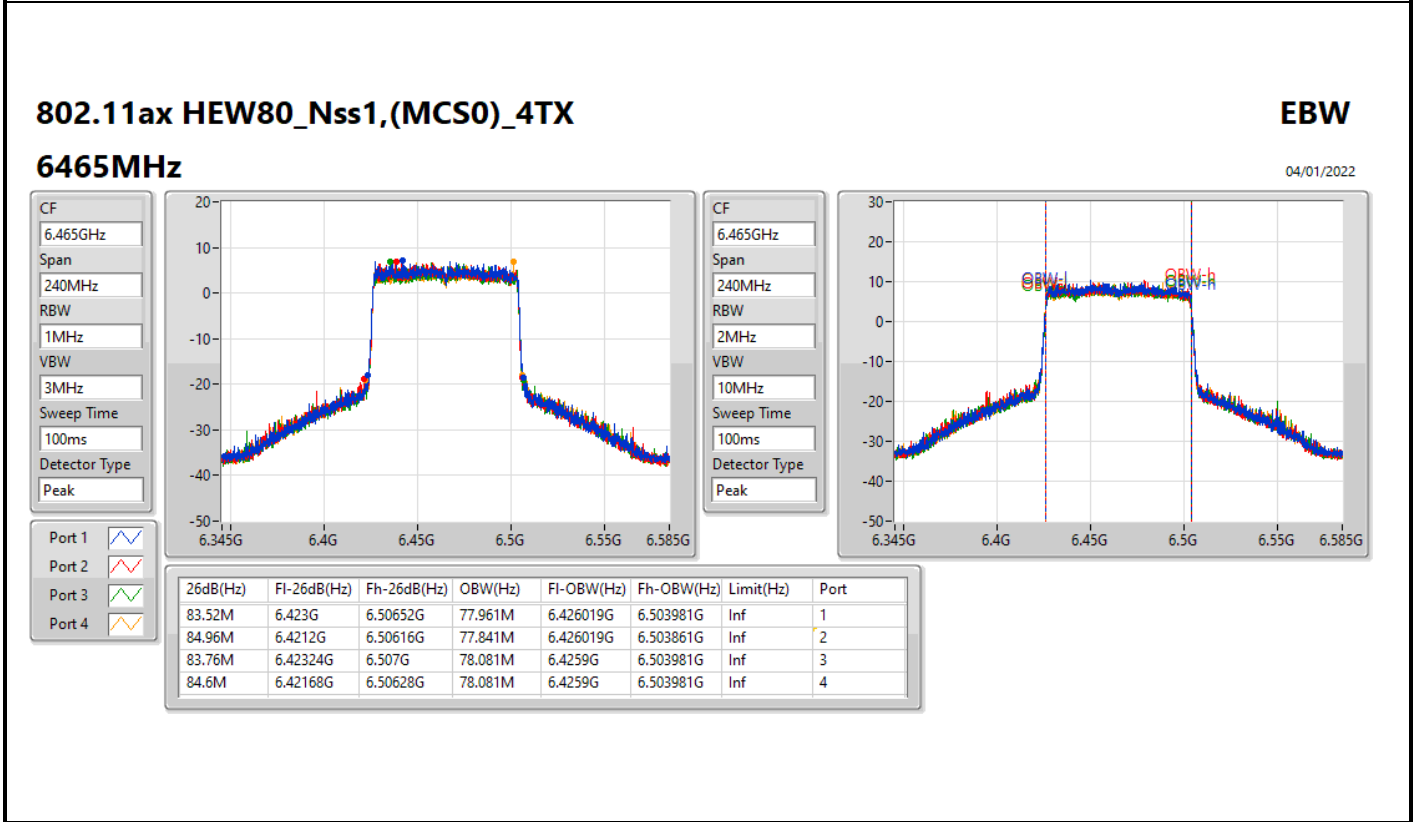 802.11ax HEW80_Nss1,(MCS0)_4TX
EBW
6465MHz
04/01/2022
CF
6.465GHz
Span
240MHz
RBW
1MHz
VBW
3MHz
Sweep Time
100ms
Detector Type
Peak
20
10
0
-10
-20
-30
-40
-50
6.345G 6.4G 6.45G 6.5G 6.55G 6.585G
CF
6.465GHz
Span
240MHz
RBW
2MHz
VBW
10MHz
Sweep Time
100ms
Detector Type
Peak
30
20
10
0
-10
-20
-30
-40
-50
OBW-l
OBW-h
6.345G 6.4G 6.45G 6.5G 6.55G 6.585G
Port 1
Port 2
Port 3
Port 4
26dB(Hz) Fl-26dB(Hz) Fh-26dB(Hz) OBW(Hz) Fl-OBW(Hz) Fh-OBW(Hz) Limit(Hz) Port
83.52M 6.423G 6.50652G 77.961M 6.426019G 6.503981G Inf 1
84.96M 6.4212G 6.50616G 77.841M 6.426019G 6.503861G Inf 2
83.76M 6.42324G 6.507G 78.081M 6.4259G 6.503981G Inf 3
84.6M 6.42168G 6.50628G 78.081M 6.4259G 6.503981G Inf 4